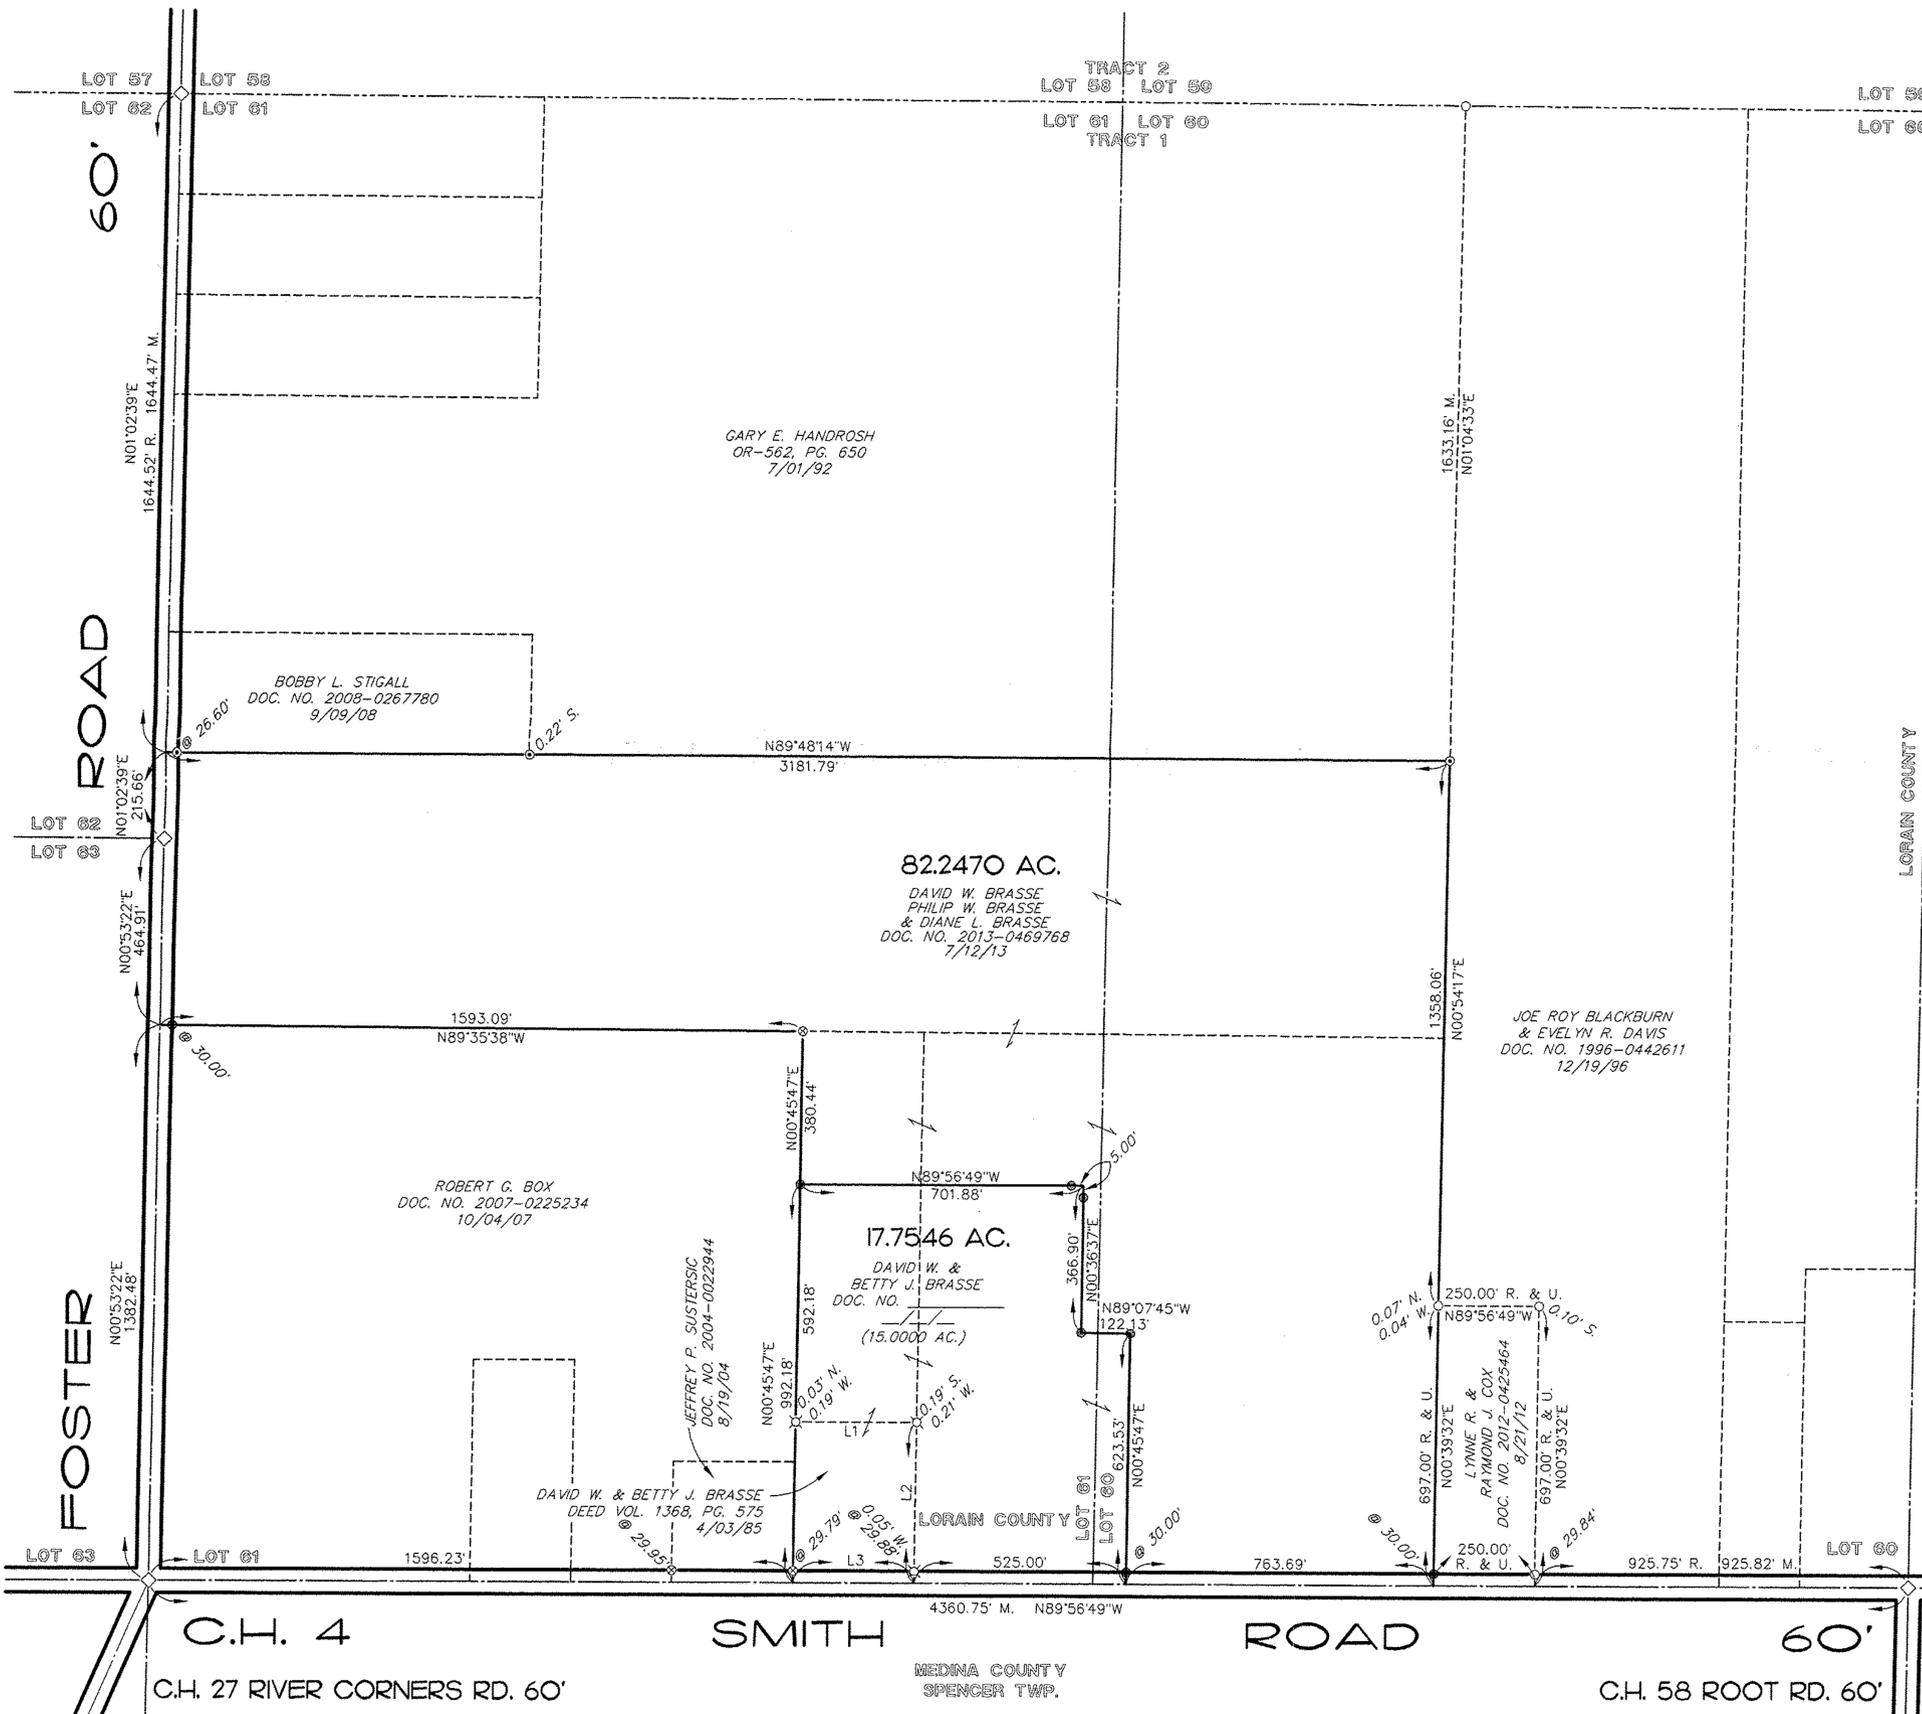 LOT 57
LOT 58
LOT 62
LOT 61
TRACT 2
LOT 58
LOT 59
LOT 61
LOT 60
TRACT 1
60'
N01°02'39"E
1644.52' R. 1644.47' M.
GARY E. HANDROSH
OR-562, PG. 650
7/01/92
1633.16' M.
N01°04'33"E
ROAD
BOBBY L. STIGALL
DOC. NO. 2008-0267780
9/09/08
@ 26.60'
0.22' S.
N89°48'14"W
3181.79'
N01°02'39"E
215.66'
LOT 62
LOT 63
LORAIN COUNTY
82.2470 AC.
DAVID W. BRASSE
PHILIP W. BRASSE
& DIANE L. BRASSE
DOC. NO. 2013-0469768
7/12/13
N00°53'22"E
464.91'
1593.09'
N89°35'38"W
@ 30.00'
1358.06'
N00°54'17"E
JOE ROY BLACKBURN
& EVELYN R. DAVIS
DOC. NO. 1996-0442611
12/19/96
N00°45'47"E
380.44'
5.00'
N89°56'49"W
701.88'
ROBERT G. BOX
DOC. NO. 2007-0225234
10/04/07
17.7546 AC.
DAVID W. &
BETTY J. BRASSE
DOC. NO.
(15.0000 AC.)
366.90'
N00°36'37"E
N89°07'45"W
122.13'
FOSTER
N00°53'22"E
1382.48'
JEFFREY P. SUSTERSIC
DOC. NO. 2004-0022944
8/19/04
592.18'
N00°45'47"E
992.18'
0.03' N.
0.19' W.
0.19' S.
0.21' W.
L1
L2
0.07' N.
0.04' W.
250.00' R. & U.
N89°56'49"W
0.10' S.
697.00' R. & U.
N00°39'32"E
LYNNE R. &
RAYMOND J. COX
DOC. NO. 2012-0425464
8/21/12
697.00' R. & U.
N00°39'32"E
623.53'
N00°45'47"E
DAVID W. & BETTY J. BRASSE
DEED VOL. 1368, PG. 575
4/03/85
LORAIN COUNTY
LOT 61
LOT 60
@ 29.95'
@ 29.79'
0.05' W.
@ 29.88'
@ 30.00'
@ 30.00'
@ 29.84'
LOT 63
LOT 61
1596.23'
L3
525.00'
763.69'
250.00'
R. & U.
925.75' R.
925.82' M.
LOT 60
4360.75' M. N89°56'49"W
C.H. 4
SMITH
ROAD
60'
MEDINA COUNTY
SPENCER TWP.
C.H. 27 RIVER CORNERS RD. 60'
C.H. 58 ROOT RD. 60'